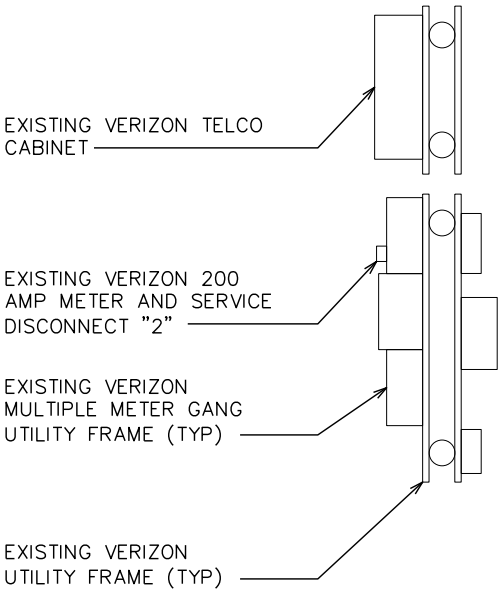 EXISTING VERIZON TELCO
CABINET
EXISTING VERIZON 200
AMP METER AND SERVICE
DISCONNECT "2"
EXISTING VERIZON
MULTIPLE METER GANG
UTILITY FRAME (TYP)
EXISTING VERIZON
UTILITY FRAME (TYP)